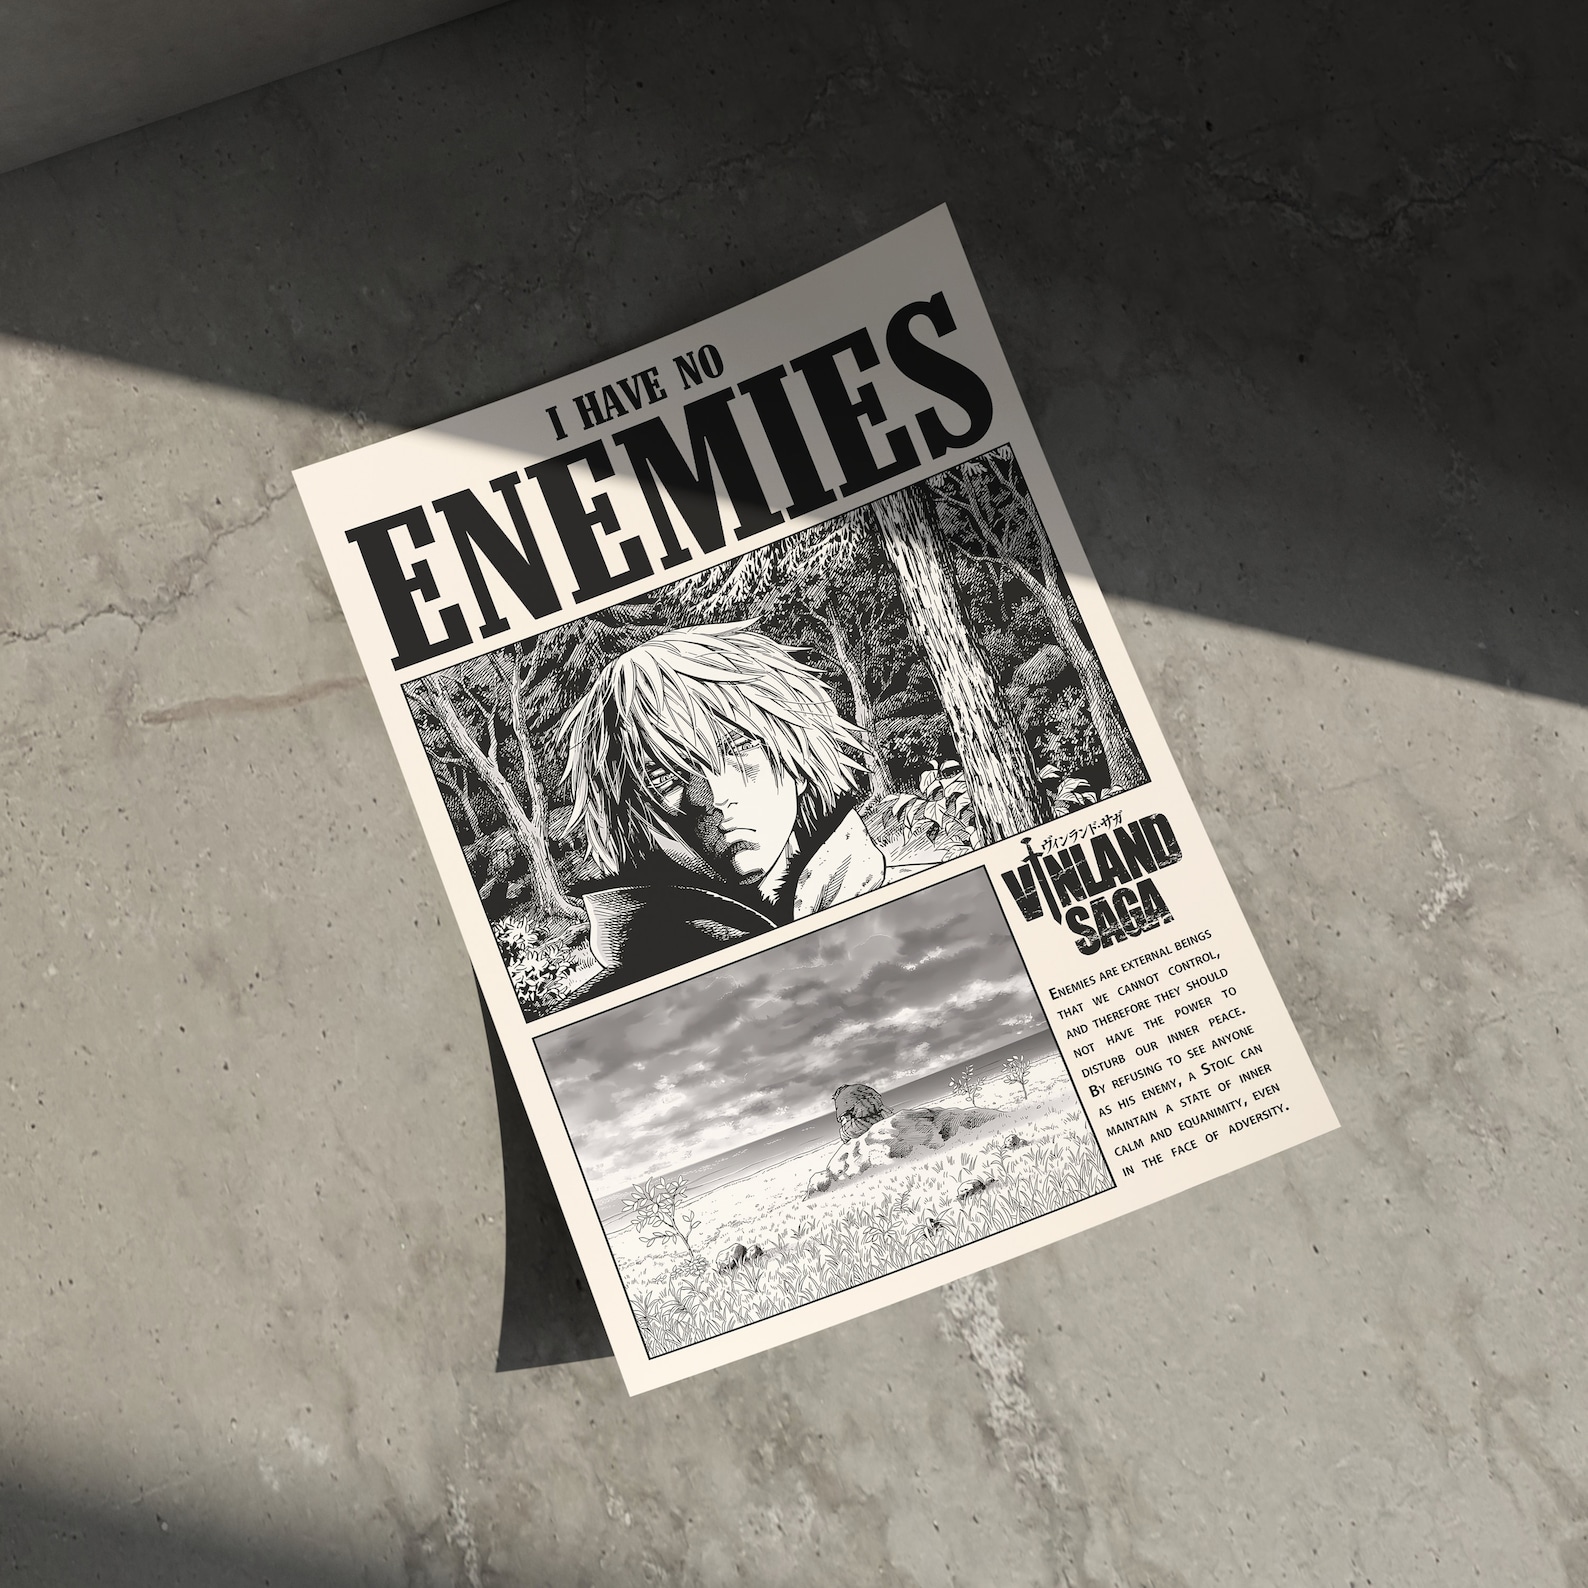 I HAVE NO
ENEMIES
ヴィンランド・サガ
VINLAND
SAGA
ENEMIES ARE EXTERNAL BEINGS
THAT WE CANNOT CONTROL,
AND THEREFORE THEY SHOULD
NOT HAVE THE POWER TO
DISTURB OUR INNER PEACE.
BY REFUSING TO SEE ANYONE
AS HIS ENEMY, A STOIC CAN
MAINTAIN A STATE OF INNER
CALM AND EQUANIMITY, EVEN
IN THE FACE OF ADVERSITY.